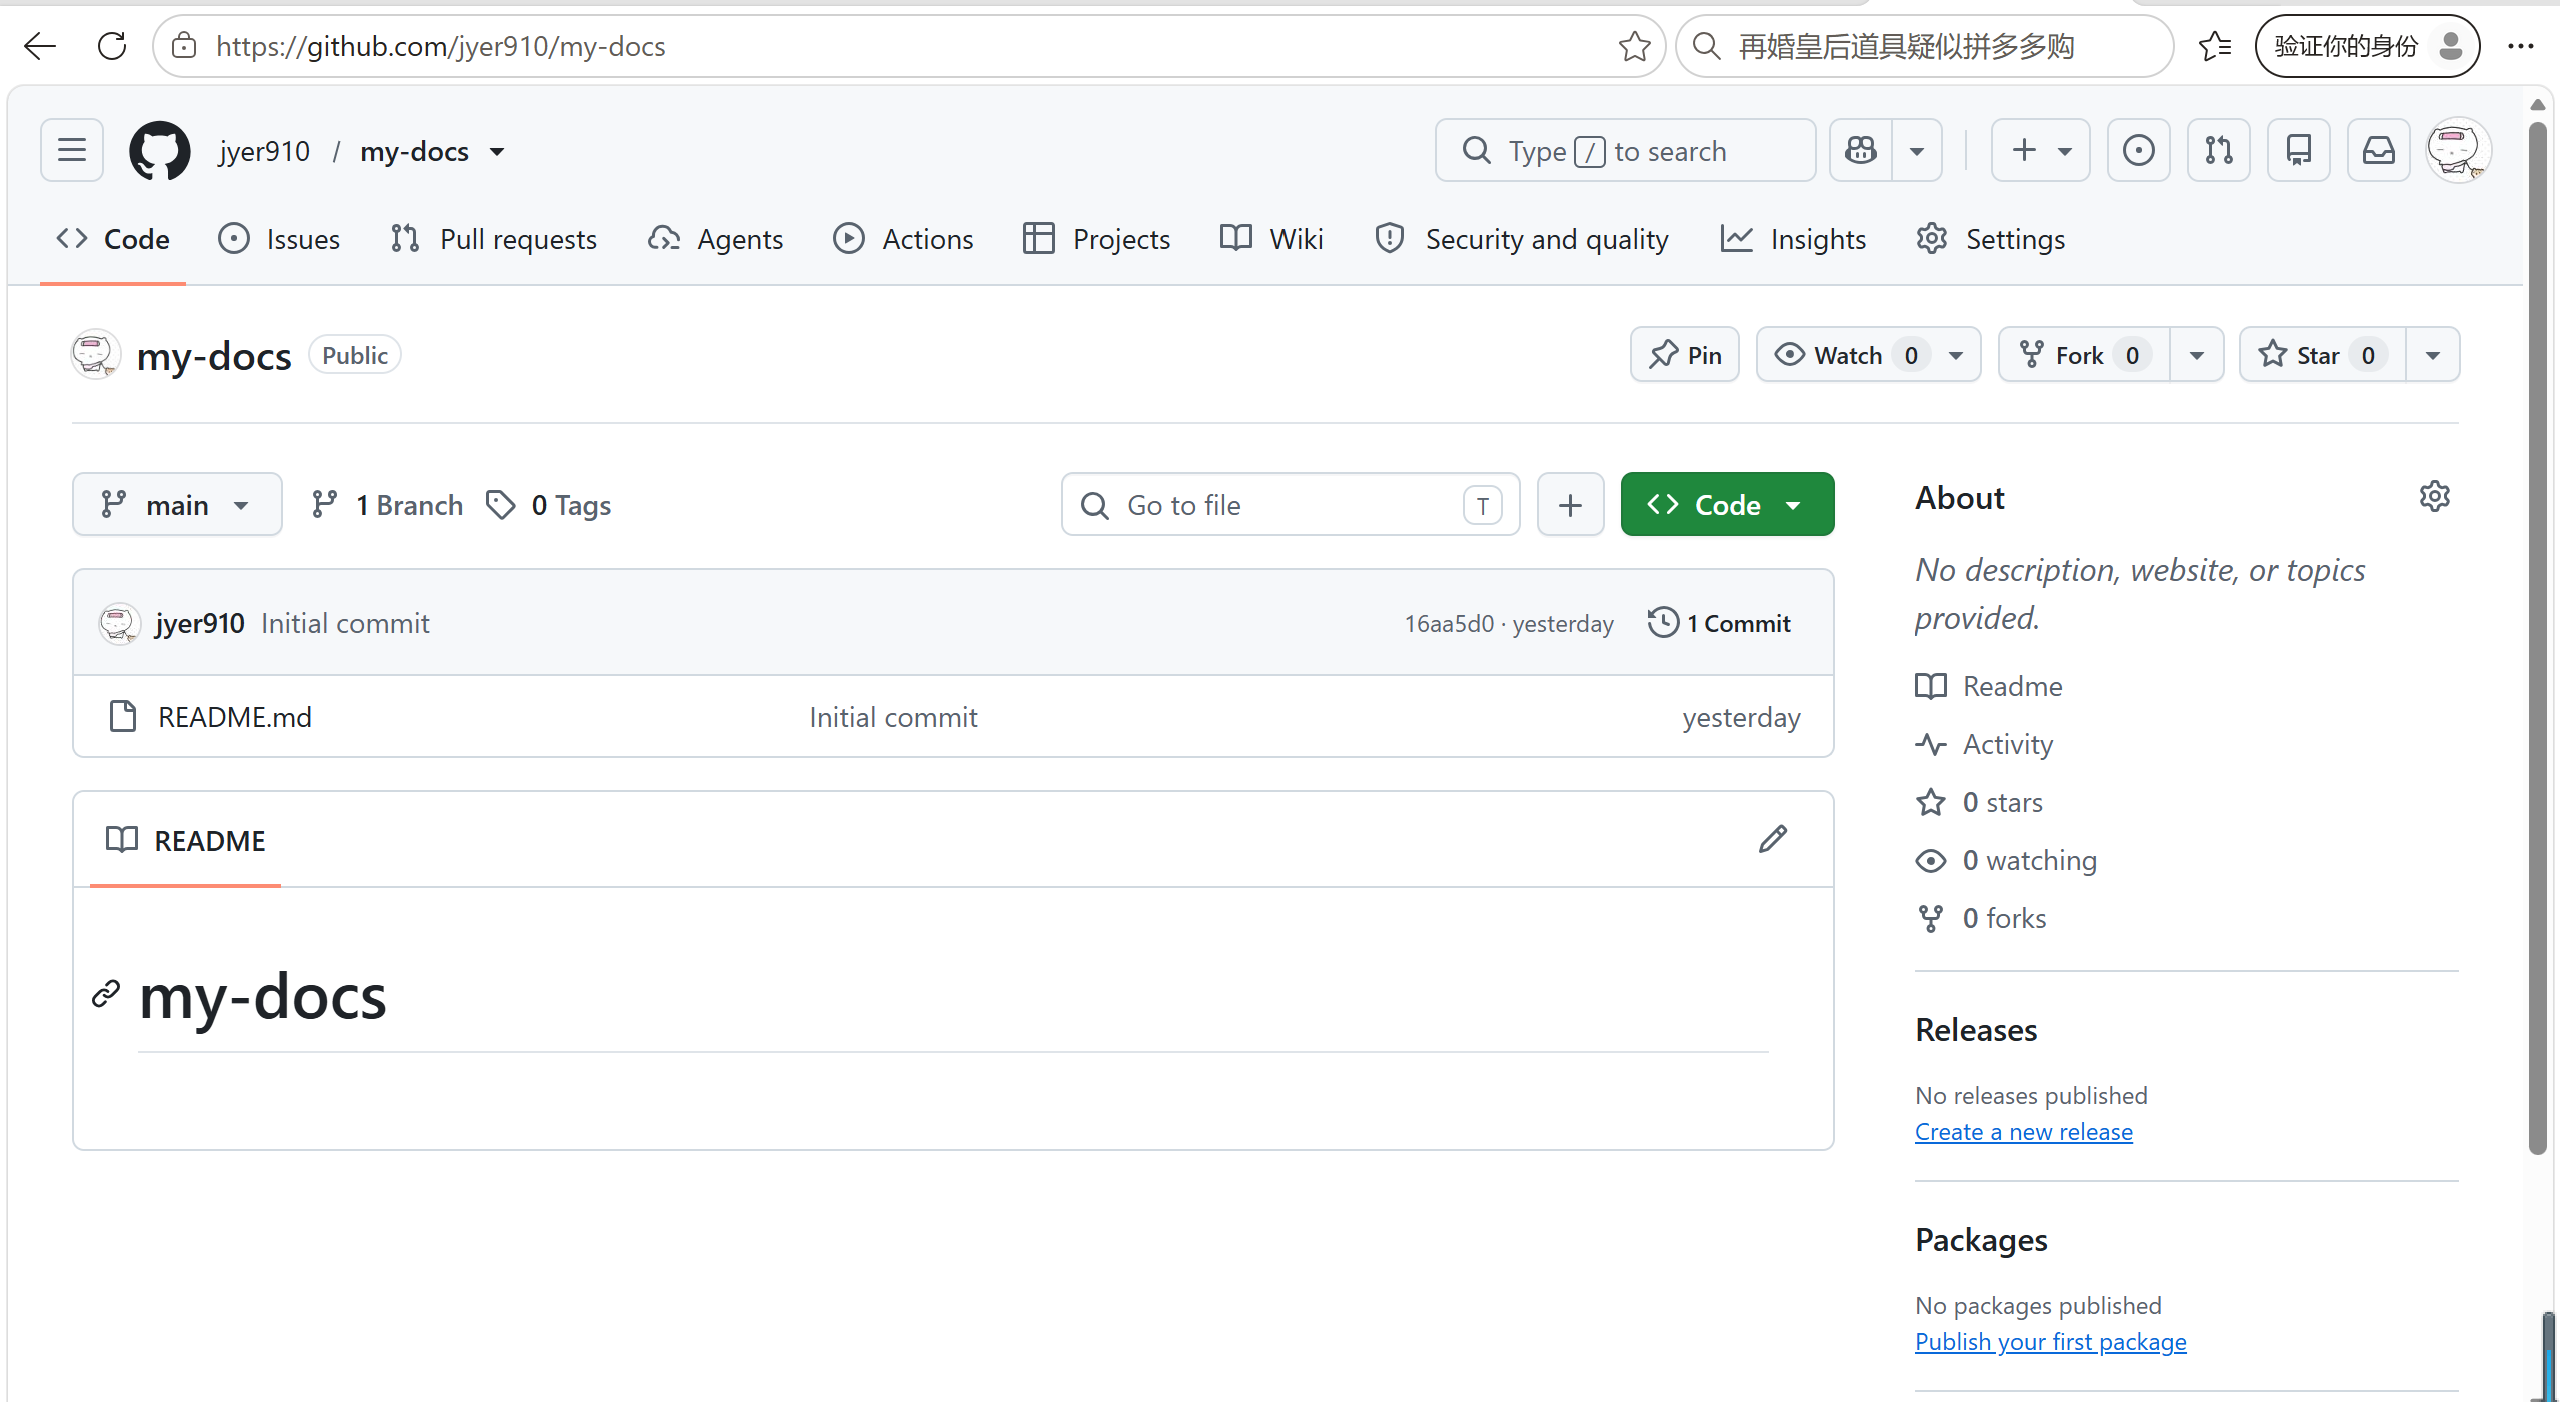 https://github.com/jyer910/my-docs
再婚皇后道具疑似拼多多购
验证你的身份
jyer910 / my-docs
Type / to search
Code
Issues
Pull requests
Agents
Actions
Projects
Wiki
Security and quality
Insights
Settings
my-docs
Public
Pin
Watch 0
Fork 0
Star 0
main
1 Branch
0 Tags
Go to file
T
Code
About
No description, website, or topics
provided.
jyer910 Initial commit
16aa5d0 · yesterday
1 Commit
README.md
Initial commit
yesterday
Readme
Activity
0 stars
0 watching
0 forks
README
my-docs
Releases
No releases published
Create a new release
Packages
No packages published
Publish your first package